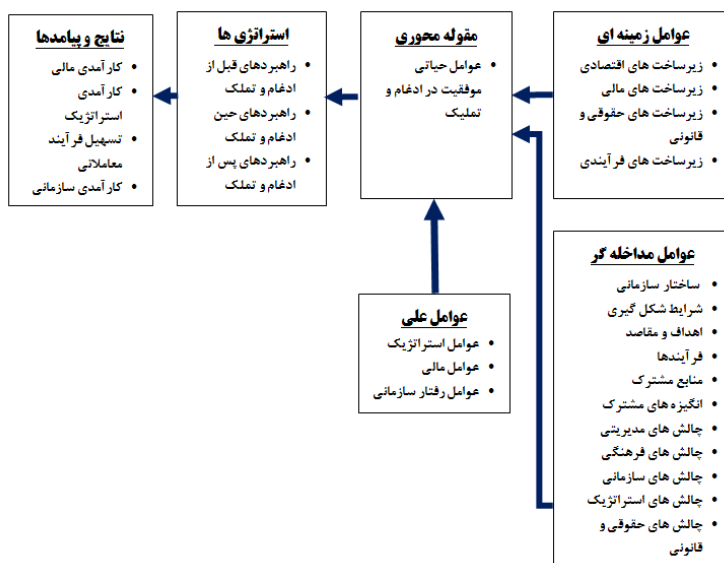 عوامل زمینه ای
• زیرساخت های اقتصادی
• زیرساخت های مالی
• زیرساخت های حقوقی و
قانونی
• زیرساخت های فرآیندی
مقوله محوری
• عوامل حیاتی
موفقیت در ادغام و
تملیک
استراتژی ها
• راهبردهای قبل از
ادغام و تملک
• راهبردهای حین
ادغام و تملک
• راهبردهای پس از
ادغام و تملک
نتایج و پیامدها
• کارآمدی مالی
• کارآمدی
استراتژیک
• تسهیل فرآیند
معاملاتی
• کارآمدی سازمانی
عوامل مداخله گر
• ساختار سازمانی
• شرایط شکل گیری
• اهداف و مقاصد
• فرآیندها
• منابع مشترک
• انگیزه های مشترک
• چالش های مدیریتی
• چالش های فرهنگی
• چالش های سازمانی
• چالش های استراتژیک
• چالش های حقوقی و
قانونی
عوامل علی
• عوامل استراتژیک
• عوامل مالی
• عوامل رفتار سازمانی